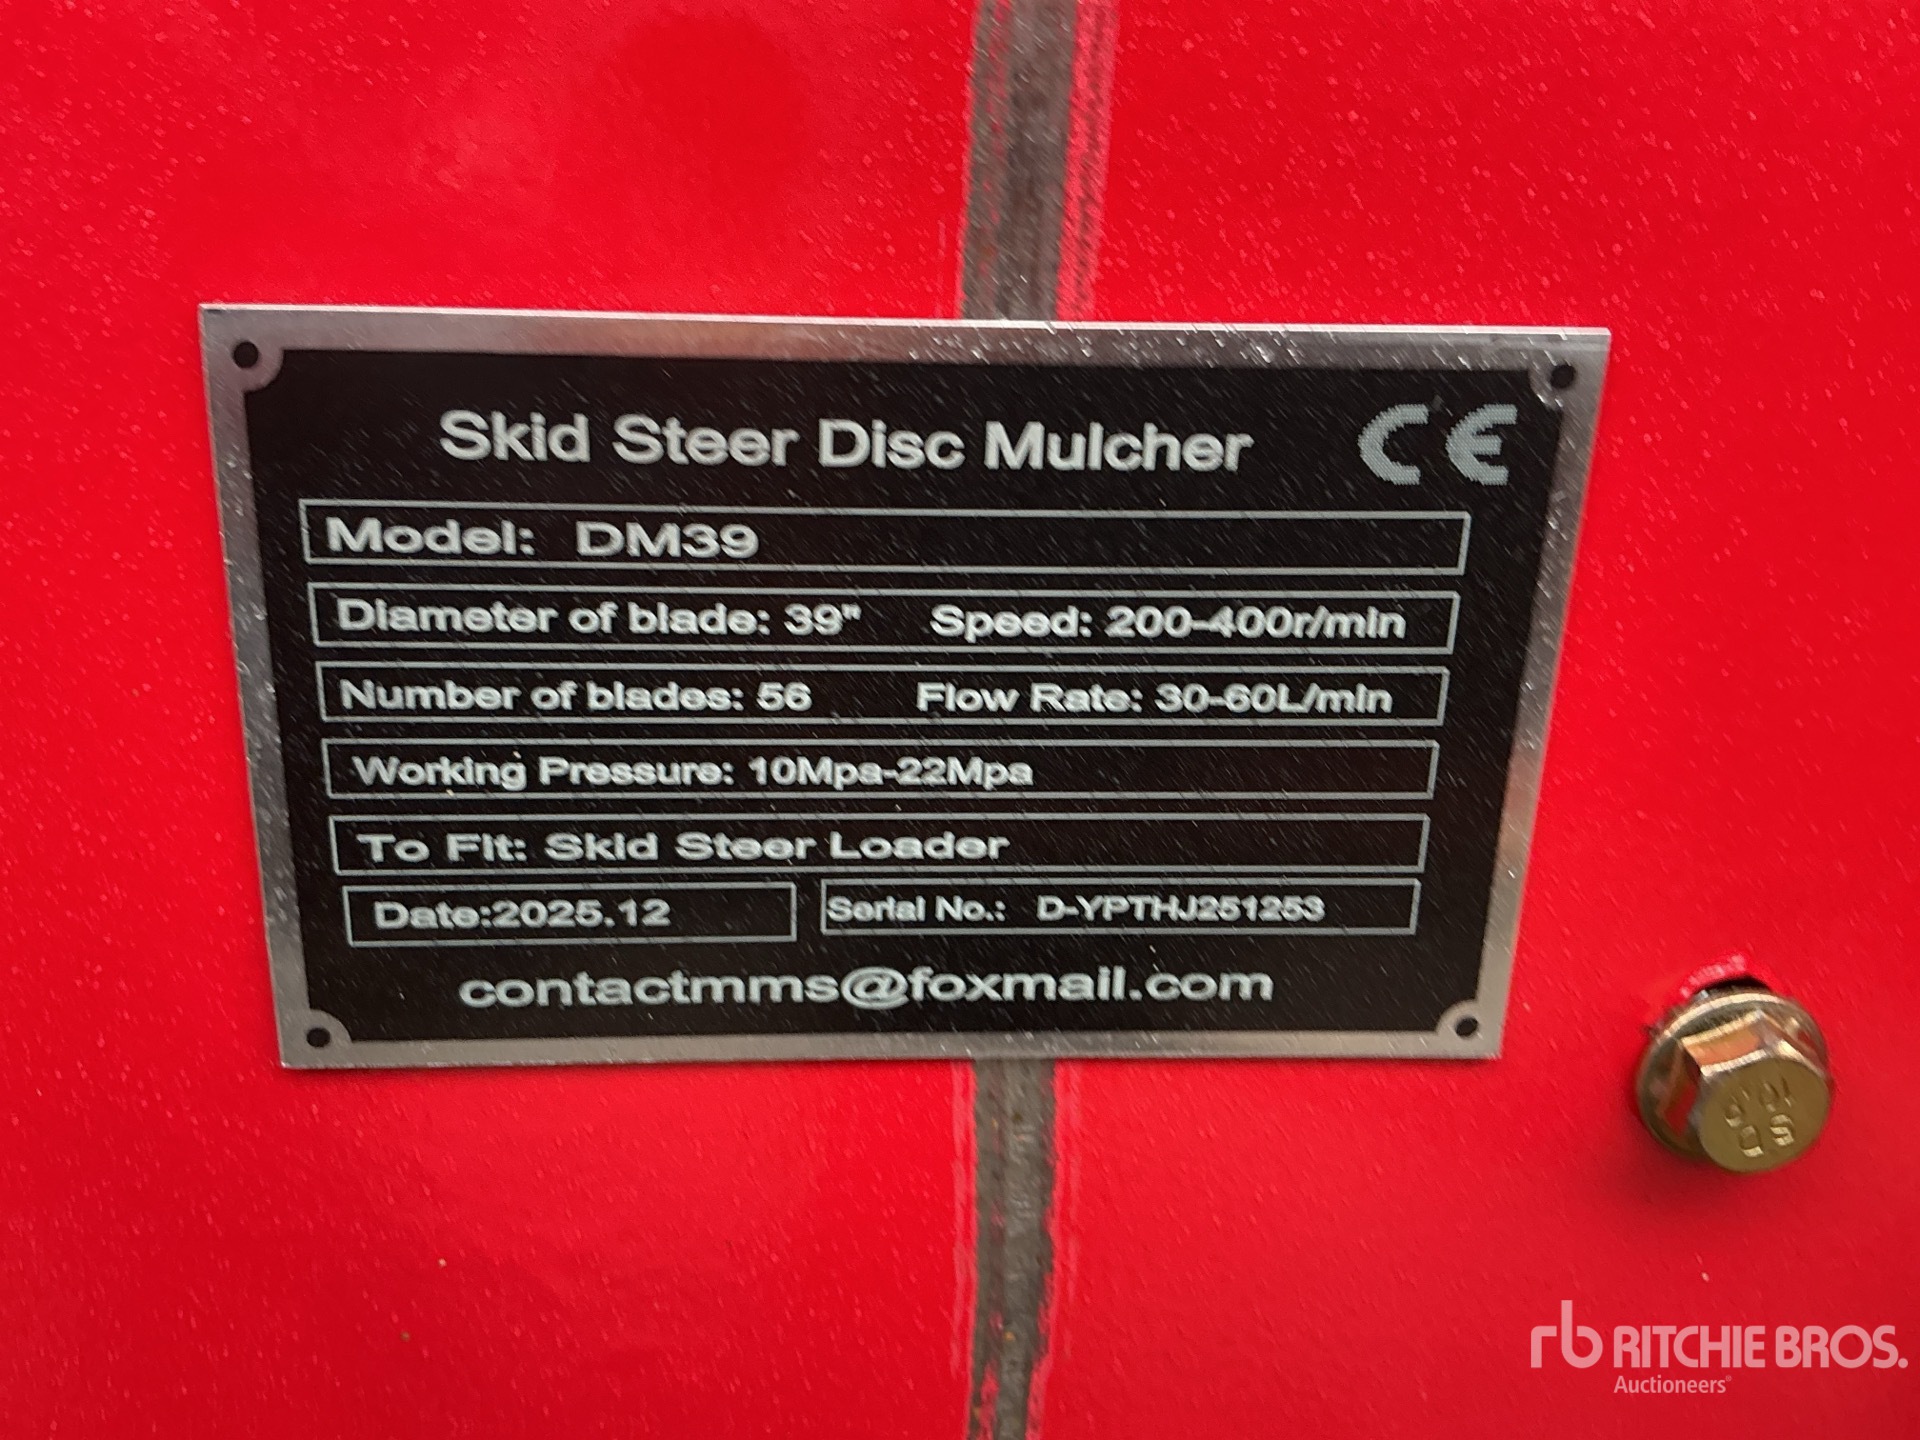 Skid Steer Disc Mulcher CE
Model: DM39
Diameter of blade: 39" Speed: 200-400r/min
Number of blades: 56 Flow Rate: 30-60L/min
Working Pressure: 10Mpa-22Mpa
To Fit: Skid Steer Loader
Date:2025.12 Serial No.: D-YPTHJ251253
contactmms@foxmail.com
rb RITCHIE BROS.
Auctioneers®